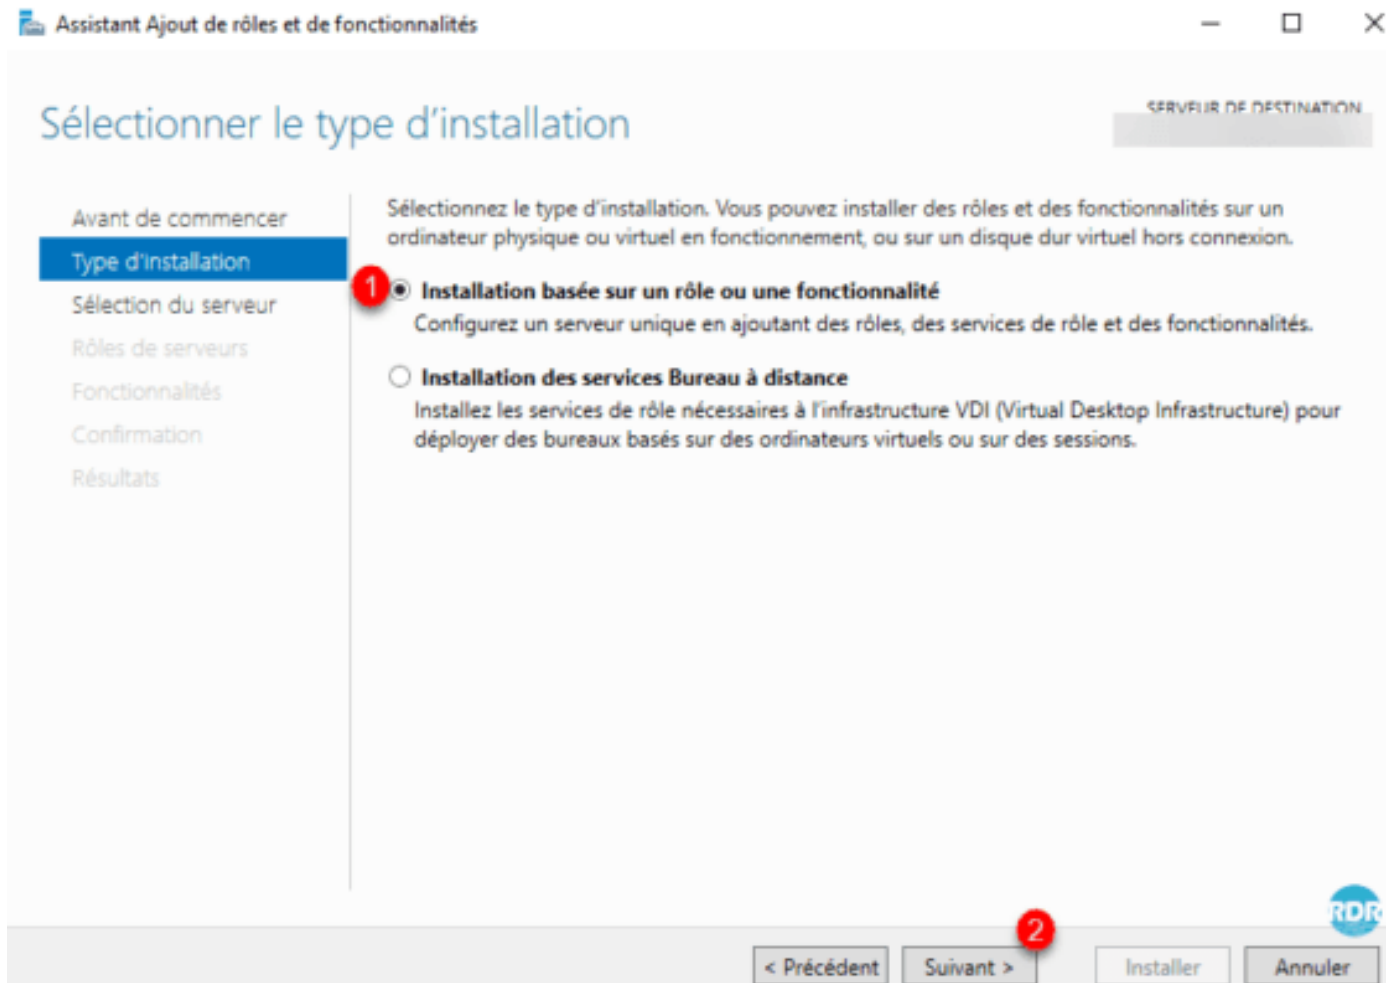 Assistant Ajout de rôles et de fonctionnalités
Sélectionner le type d'installation
SERVEUR DE DESTINATION
Avant de commencer
Type d'installation
Sélection du serveur
Rôles de serveurs
Fonctionnalités
Confirmation
Résultats
Sélectionnez le type d'installation. Vous pouvez installer des rôles et des fonctionnalités sur un
ordinateur physique ou virtuel en fonctionnement, ou sur un disque dur virtuel hors connexion.
1
Installation basée sur un rôle ou une fonctionnalité
Configurez un serveur unique en ajoutant des rôles, des services de rôle et des fonctionnalités.
Installation des services Bureau à distance
Installez les services de rôle nécessaires à l'infrastructure VDI (Virtual Desktop Infrastructure) pour
déployer des bureaux basés sur des ordinateurs virtuels ou sur des sessions.
RDR
2
< Précédent Suivant > Installer Annuler